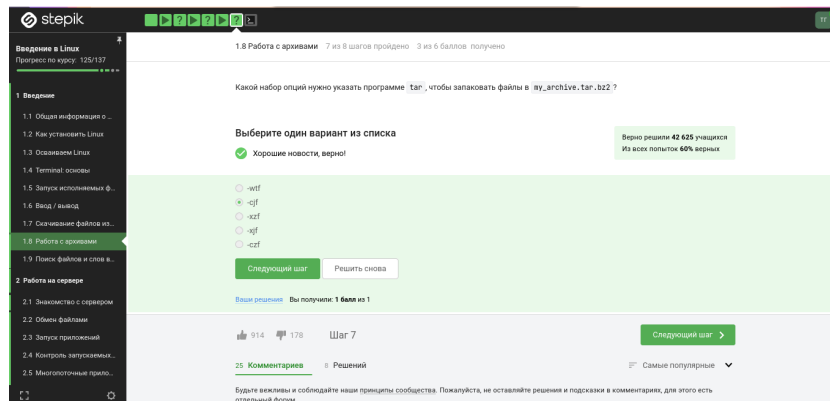 stepik
ТГ
Введение в Linux
Прогресс по курсу: 125/137
1 Введение
1.1 Общая информация о ...
1.2 Как установить Linux
1.3 Осваиваем Linux
1.4 Terminal: основы
1.5 Запуск исполняемых ф...
1.6 Ввод / вывод
1.7 Скачивание файлов из...
1.8 Работа с архивами
1.9 Поиск файлов и слов в...
2 Работа на сервере
2.1 Знакомство с сервером
2.2 Обмен файлами
2.3 Запуск приложений
2.4 Контроль запускаемых...
2.5 Многопоточные прило...
1.8 Работа с архивами 7 из 8 шагов пройдено 3 из 6 баллов получено
Какой набор опций нужно указать программе tar, чтобы запаковать файлы в my_archive.tar.bz2?
Выберите один вариант из списка
Хорошие новости, верно!
Верно решили 42 625 учащихся
Из всех попыток 60% верных
-wtf
-cjf
-xzf
-xjf
-czf
Следующий шаг Решить снова
Ваши решения Вы получили: 1 балл из 1
914 178 Шаг 7 Следующий шаг
25 Комментариев 8 Решений Самые популярные
Будьте вежливы и соблюдайте наши принципы сообщества. Пожалуйста, не оставляйте решения и подсказки в комментариях, для этого есть
отдельный форум.